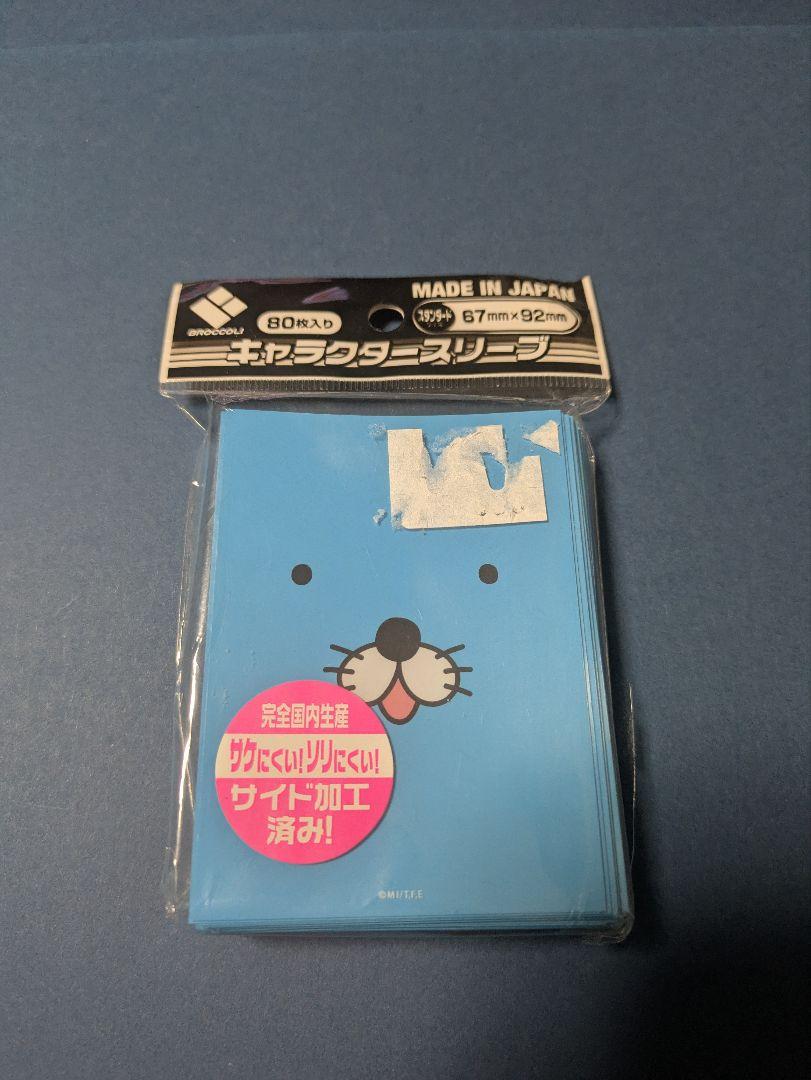 MADE IN JAPAN
BROCCOLI
80枚入り
スタンダード
67mm×92mm
キャラクタースリーブ
完全国内生産
サケにくい!ソリにくい!
サイド加工
済み!
©MI/T,F,E